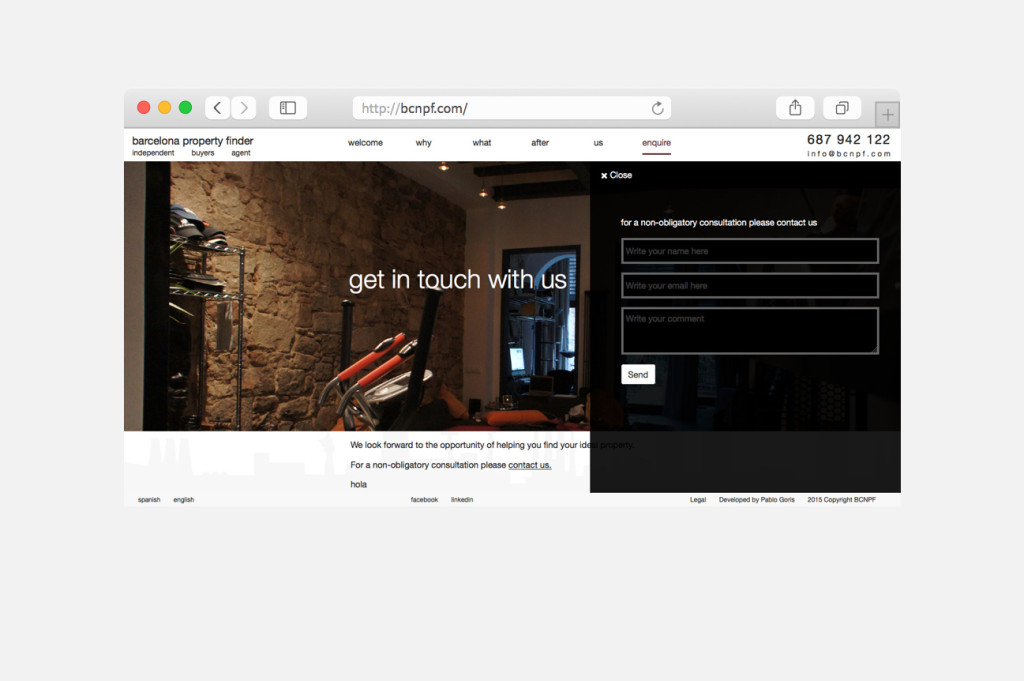 http://bcnpf.com/
barcelona property finder
independent buyers agent
welcome why what after us enquire
687 942 122
info@bcnpf.com
Close
for a non-obligatory consultation please contact us
Write your name here
get in touch with us
Write your email here
Write your comment
Send
We look forward to the opportunity of helping you find your ideal property.
For a non-obligatory consultation please contact us.
hola
spanish english facebook linkedin Legal Developed by Pablo Goris 2015 Copyright BCNPF